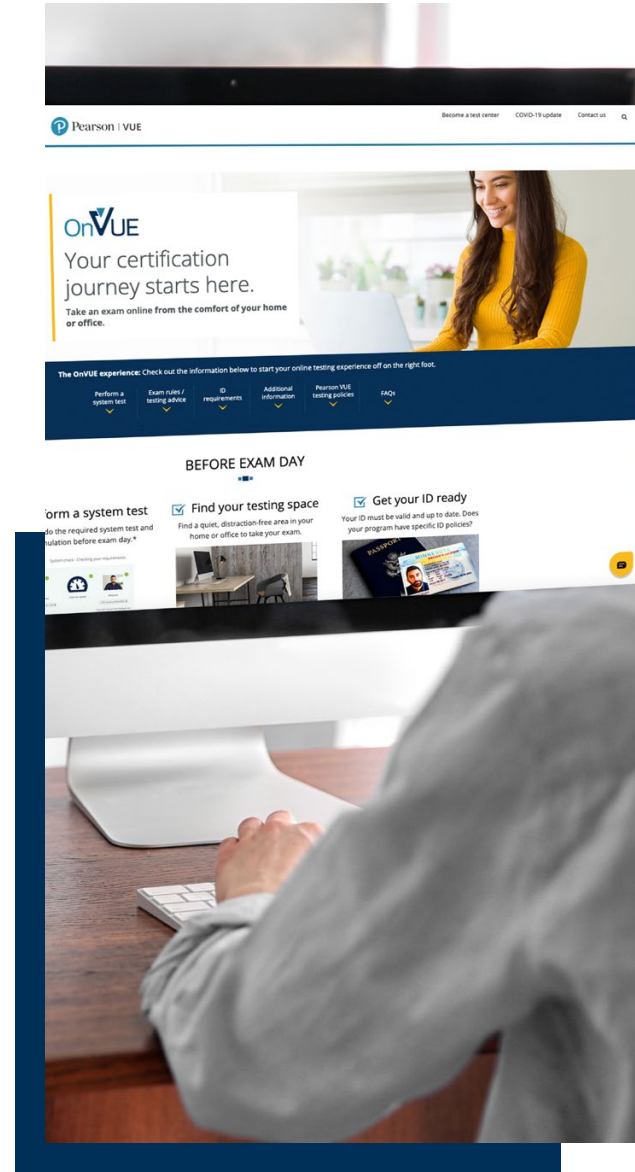 Pearson | VUE
Become a test center COVID-19 update Contact us
OnVUE
Your certification
journey starts here.
Take an exam online from the comfort of your home
or office.
The OnVUE experience: Check out the information below to start your online testing experience off on the right foot.
Perform a
system test
Exam rules /
testing advice
ID
requirements
Additional
information
Pearson VUE
testing policies
FAQs
BEFORE EXAM DAY
form a system test
do the required system test and
ulation before exam day.*
Find your testing space
Find a quiet, distraction-free area in your
home or office to take your exam.
Get your ID ready
Your ID must be valid and up to date. Does
your program have specific ID policies?
PASSPORT
MINNESOTA